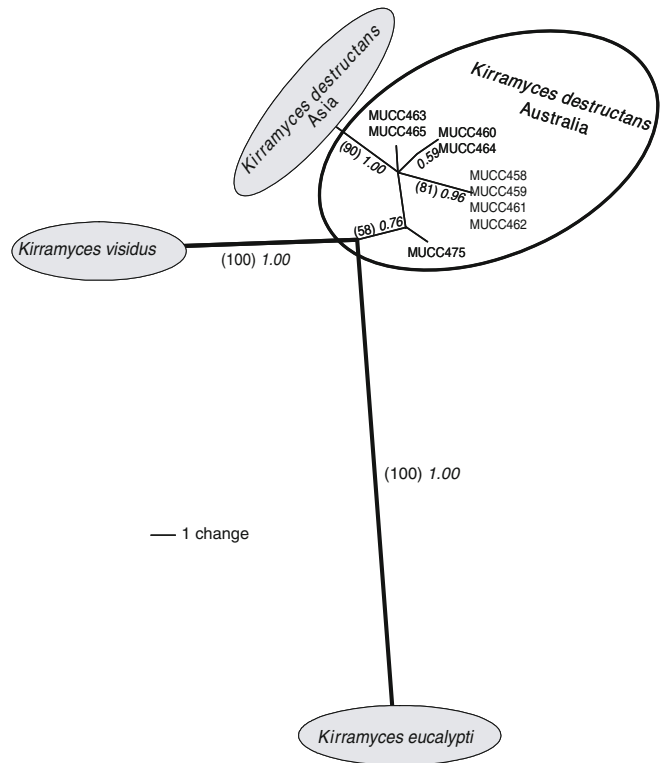 Kirramyces destructans
Asia
Kirramyces destructans
Australia
MUCC463
MUCC465
MUCC460
MUCC464
(90) 1.00
0.59
(81) 0.96
MUCC458
MUCC459
MUCC461
MUCC462
(58) 0.76
MUCC475
Kirramyces visidus
(100) 1.00
(100) 1.00
1 change
Kirramyces eucalypti